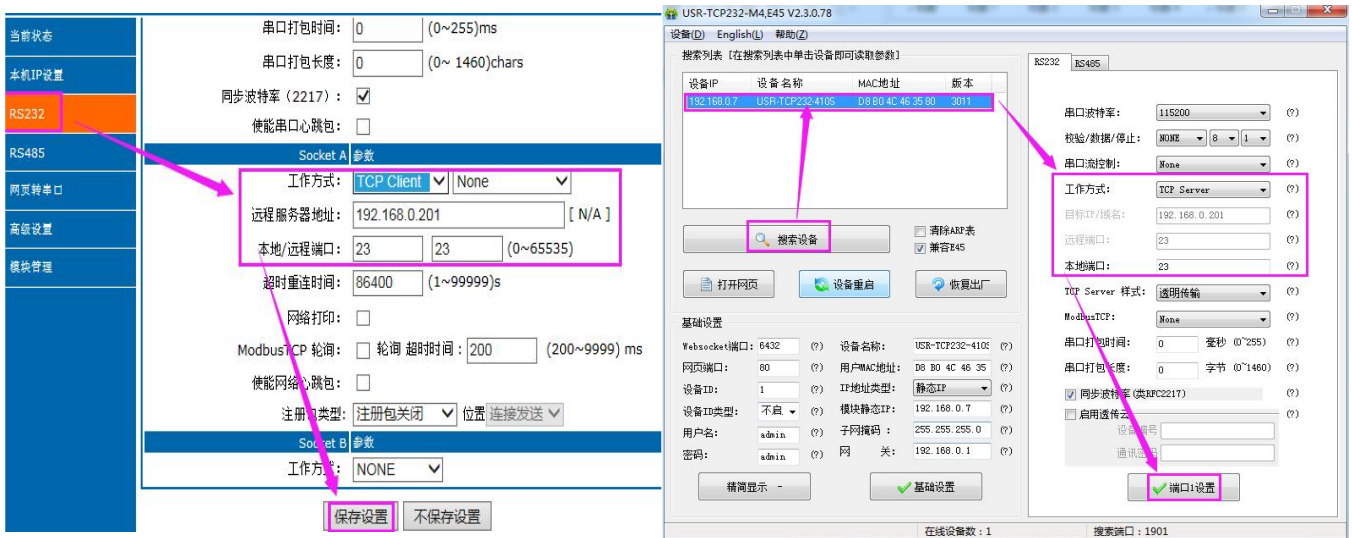 当前状态
本机IP设置
RS232
RS485
网页转串口
高级设置
模块管理
串口打包时间: 0 (0~255)ms
串口打包长度: 0 (0~ 1460)chars
同步波特率（2217）:
使能串口心跳包:
Socket A 参数
工作方式: TCP Client None
远程服务器地址: 192.168.0.201 [ N/A ]
本地/远程端口: 23 23 (0~65535)
超时重连时间: 86400 (1~99999)s
网络打印:
ModbusTCP 轮询: 轮询 超时时间 : 200 (200~9999) ms
使能网络心跳包:
注册包类型: 注册包关闭 位置 连接发送
Socket B 参数
工作方式: NONE
保存设置 不保存设置
USR-TCP232-M4,E45 V2.3.0.78
设备(D) English(L) 帮助(Z)
搜索列表 [在搜索列表中单击设备即可读取参数]
设备IP 设备名称 MAC地址 版本
192.168.0.7 USR-TCP232-410S D8 B0 4C 46 35 80 3011
搜索设备
清除ARP表
兼容E45
打开网页 设备重启 恢复出厂
基础设置
Websocket端口: 6432 (?) 设备名称: USR-TCP232-410S (?)
网页端口: 80 (?) 用户MAC地址: D8 B0 4C 46 35 (?)
设备ID: 1 (?) IP地址类型: 静态IP (?)
设备ID类型: 不启 (?) 模块静态IP: 192.168.0.7 (?)
用户名: admin (?) 子网掩码 : 255.255.255.0 (?)
密码: admin (?) 网 关: 192.168.0.1 (?)
精简显示 - 基础设置
RS232 RS485
串口波特率: 115200 (?)
校验/数据/停止: NONE 8 1 (?)
串口流控制: None (?)
工作方式: TCP Server (?)
目标IP/域名: 192.168.0.201 (?)
远程端口: 23 (?)
本地端口: 23 (?)
TCP Server 样式: 透明传输 (?)
ModbusTCP: None (?)
串口打包时间: 0 毫秒 (0~255) (?)
串口打包长度: 0 字节 (0~1460) (?)
同步波特率(类RFC2217) (?)
启用透传云 (?)
设备编号
通讯密码
端口1设置
在线设备数 : 1 搜索端口 : 1901